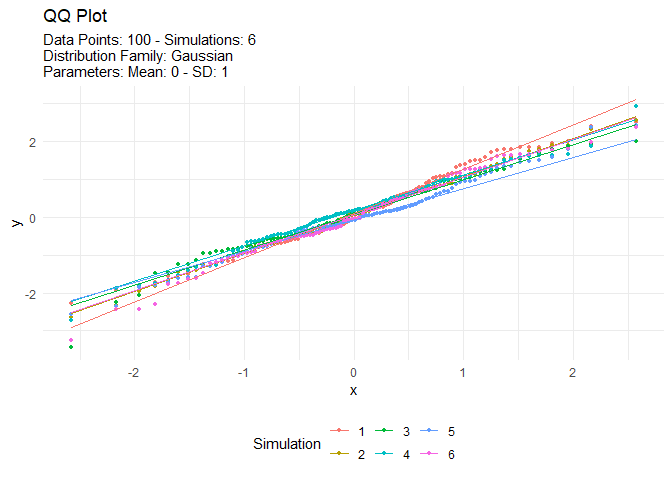 QQ Plot
Data Points: 100 - Simulations: 6
Distribution Family: Gaussian
Parameters: Mean: 0 - SD: 1
2
0
-2
y
-2 -1 0 1 2
x
Simulation
1 3 5
2 4 6